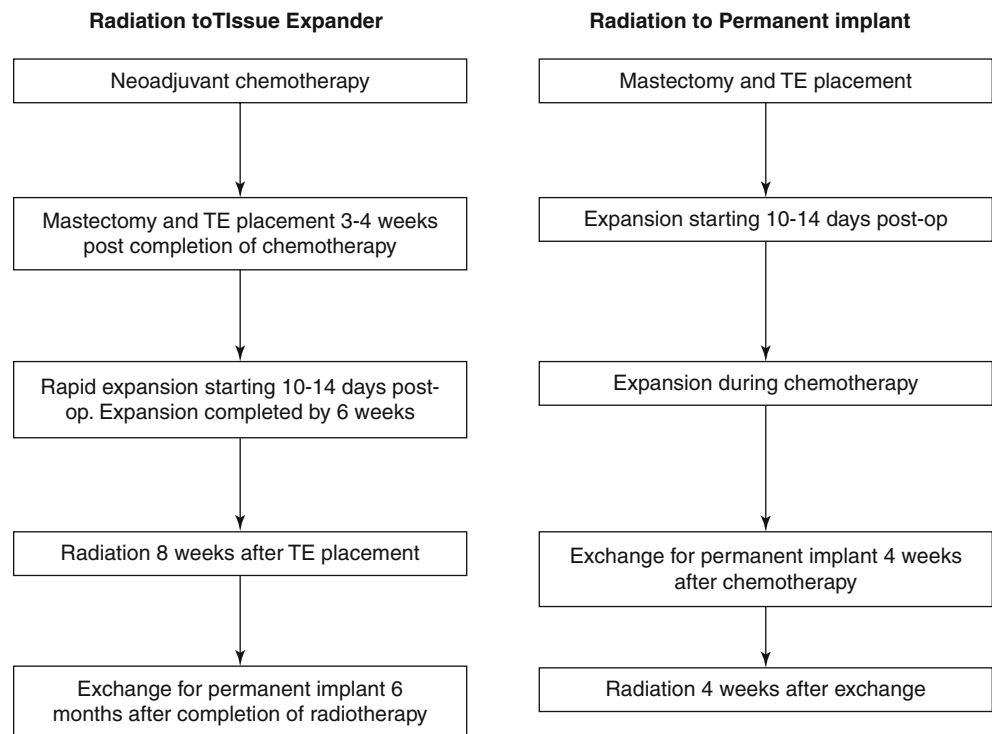 Radiation toTIssue Expander
Neoadjuvant chemotherapy
Mastectomy and TE placement 3-4 weeks
post completion of chemotherapy
Rapid expansion starting 10-14 days post-
op. Expansion completed by 6 weeks
Radiation 8 weeks after TE placement
Exchange for permanent implant 6
months after completion of radiotherapy
Radiation to Permanent implant
Mastectomy and TE placement
Expansion starting 10-14 days post-op
Expansion during chemotherapy
Exchange for permanent implant 4 weeks
after chemotherapy
Radiation 4 weeks after exchange